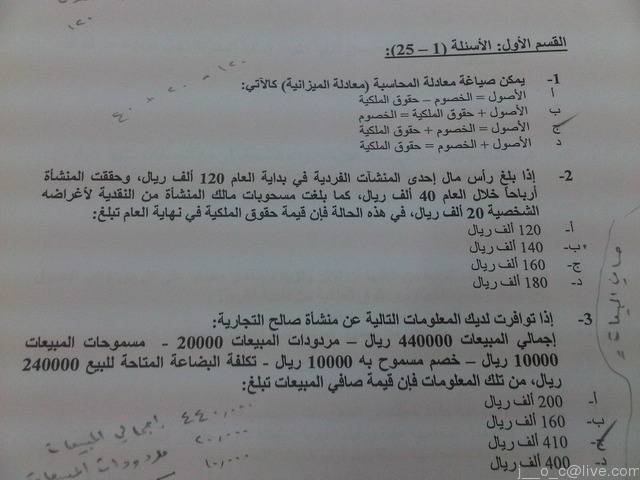 ١٢٠
٤٠ + ٢٠ - ١٢٠
القسم الأول: الأسئلة (1 – 25):
1- يمكن صياغة معادلة المحاسبة (معادلة الميزانية) كالآتي:
أ الأصول = الخصوم – حقوق الملكية
ب الأصول + حقوق الملكية = الخصوم
ج الأصول = الخصوم + حقوق الملكية
د الأصول + الخصوم = حقوق الملكية
2- إذا بلغ رأس مال إحدى المنشآت الفردية في بداية العام 120 ألف ريال، وحققت المنشأة
أرباحاً خلال العام 40 ألف ريال، كما بلغت مسحوبات مالك المنشأة من النقدية لأغراضه
الشخصية 20 ألف ريال، في هذه الحالة فإن قيمة حقوق الملكية في نهاية العام تبلغ:
أ- 120 ألف ريال
ب- 140 ألف ريال
ج- 160 ألف ريال
د- 180 ألف ريال
صافي المبيعات =
3- إذا توافرت لديك المعلومات التالية عن منشأة صالح التجارية:
إجمالي المبيعات 440000 ريال – مردودات المبيعات 20000 - مسموحات المبيعات
10000 ريال – خصم مسموح به 10000 ريال - تكلفة البضاعة المتاحة للبيع 240000
ريال، من تلك المعلومات فإن قيمة صافي المبيعات تبلغ:
أ- 200 ألف ريال
ب- 160 ألف ريال
ج- 410 ألف ريال
د- 400 ألف ريال
٤٤٠,٠٠٠ إجمالي المبيعات
٢٠,٠٠٠ مردودات المبيعات
١٠,٠٠٠
j__o_c@live.com